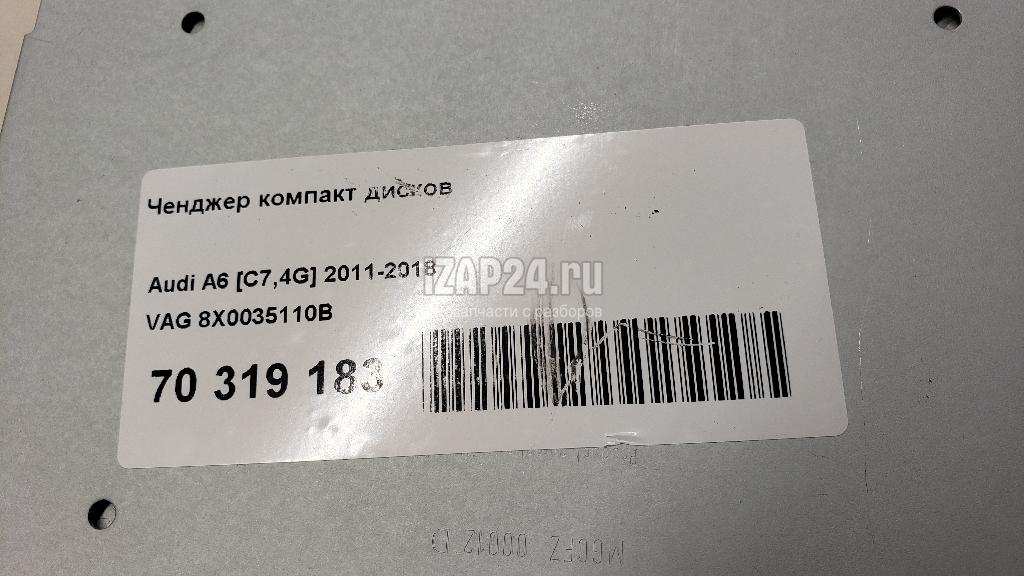 Ченджер компакт дисков
Audi A6 [C7,4G] 2011-2018
VAG 8X0035110B
70 319 183
iZAP24.ru
запчасти с разборов